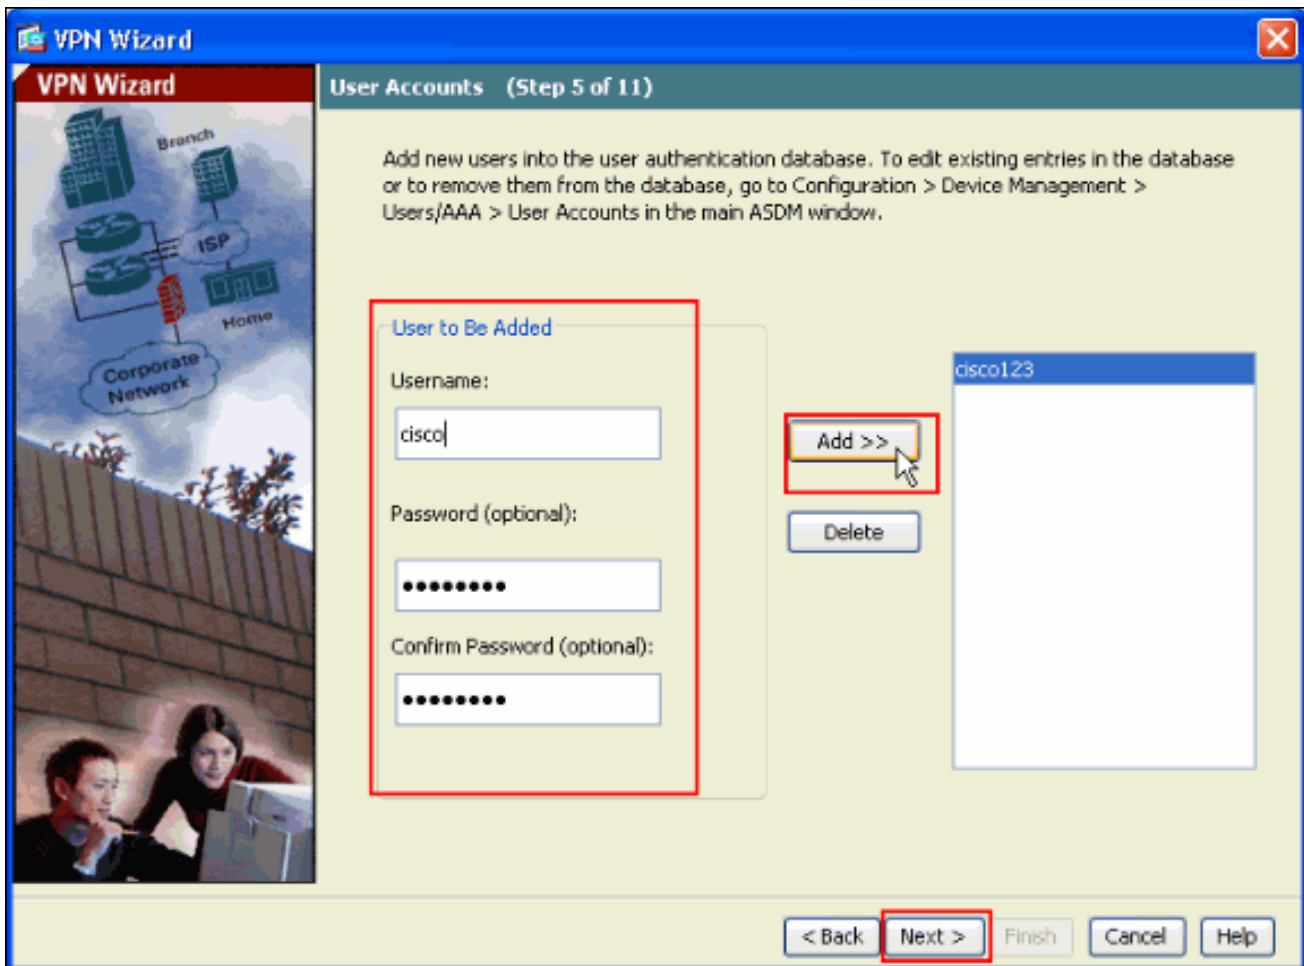 VPN Wizard
VPN Wizard
User Accounts (Step 5 of 11)
Branch
ISP
Home
Corporate
Network
Add new users into the user authentication database. To edit existing entries in the database
or to remove them from the database, go to Configuration > Device Management >
Users/AAA > User Accounts in the main ASDM window.
User to Be Added
Username:
cisco
Password (optional):
●●●●●●●●
Confirm Password (optional):
●●●●●●●●
Add >>
Delete
cisco123
< Back
Next >
Finish
Cancel
Help